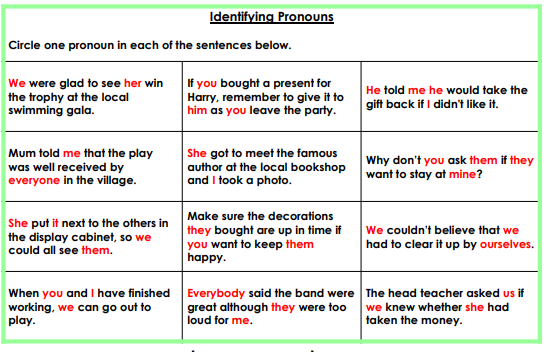 Identifying Pronouns
Circle one pronoun in each of the sentences below.
We were glad to see her win
the trophy at the local
swimming gala.
If you bought a present for
Harry, remember to give it to
him as you leave the party.
He told me he would take the
gift back if I didn't like it.
Mum told me that the play
was well received by
everyone in the village.
She got to meet the famous
author at the local bookshop
and I took a photo.
Why don't you ask them if they
want to stay at mine?
She put it next to the others in
the display cabinet, so we
could all see them.
Make sure the decorations
they bought are up in time if
you want to keep them
happy.
We couldn't believe that we
had to clear it up by ourselves.
When you and I have finished
working, we can go out to
play.
Everybody said the band were
great although they were too
loud for me.
The head teacher asked us if
we knew whether she had
taken the money.